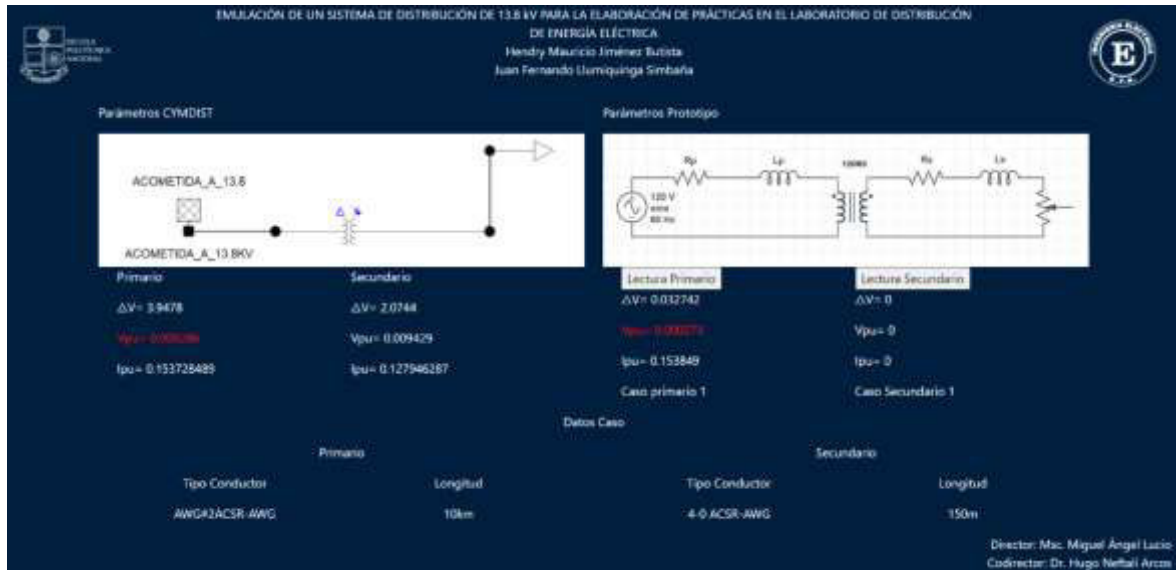 EMULACIÓN DE UN SISTEMA DE DISTRIBUCIÓN DE 13.8 kV PARA LA ELABORACIÓN DE PRÁCTICAS EN EL LABORATORIO DE DISTRIBUCIÓN
DE ENERGÍA ELÉCTRICA
Hendry Mauricio Jiménez Butista
Juan Fernando Llumiquinga Simbaña
ESCUELA
POLITÉCNICA
NACIONAL
E
Parámetros CYMDIST
Parámetros Prototipo
ACOMETIDA_A_13.8
ACOMETIDA_A_13.8KV
Rp
Lp
Rs
Ls
120 V
60 Hz
Primario
Secundario
Lectura Primario
Lectura Secundario
△V= 3.9478
△V= 2.0744
△V= 0.032742
△V= 0
Vpu=
Vpu= 0.009429
Vpu=
Vpu= 0
Ipu= 0.153728489
Ipu= 0.127946287
Ipu= 0.153849
Ipu= 0
Caso primario 1
Caso Secundario 1
Datos Caso
Primario
Secundario
Tipo Conductor
Longitud
Tipo Conductor
Longitud
AWG#2ACSR-AWG
10km
4-0 ACSR-AWG
150m
Director: Msc. Miguel Ángel Lucio
Codirector: Dr. Hugo Neftalí Arcos